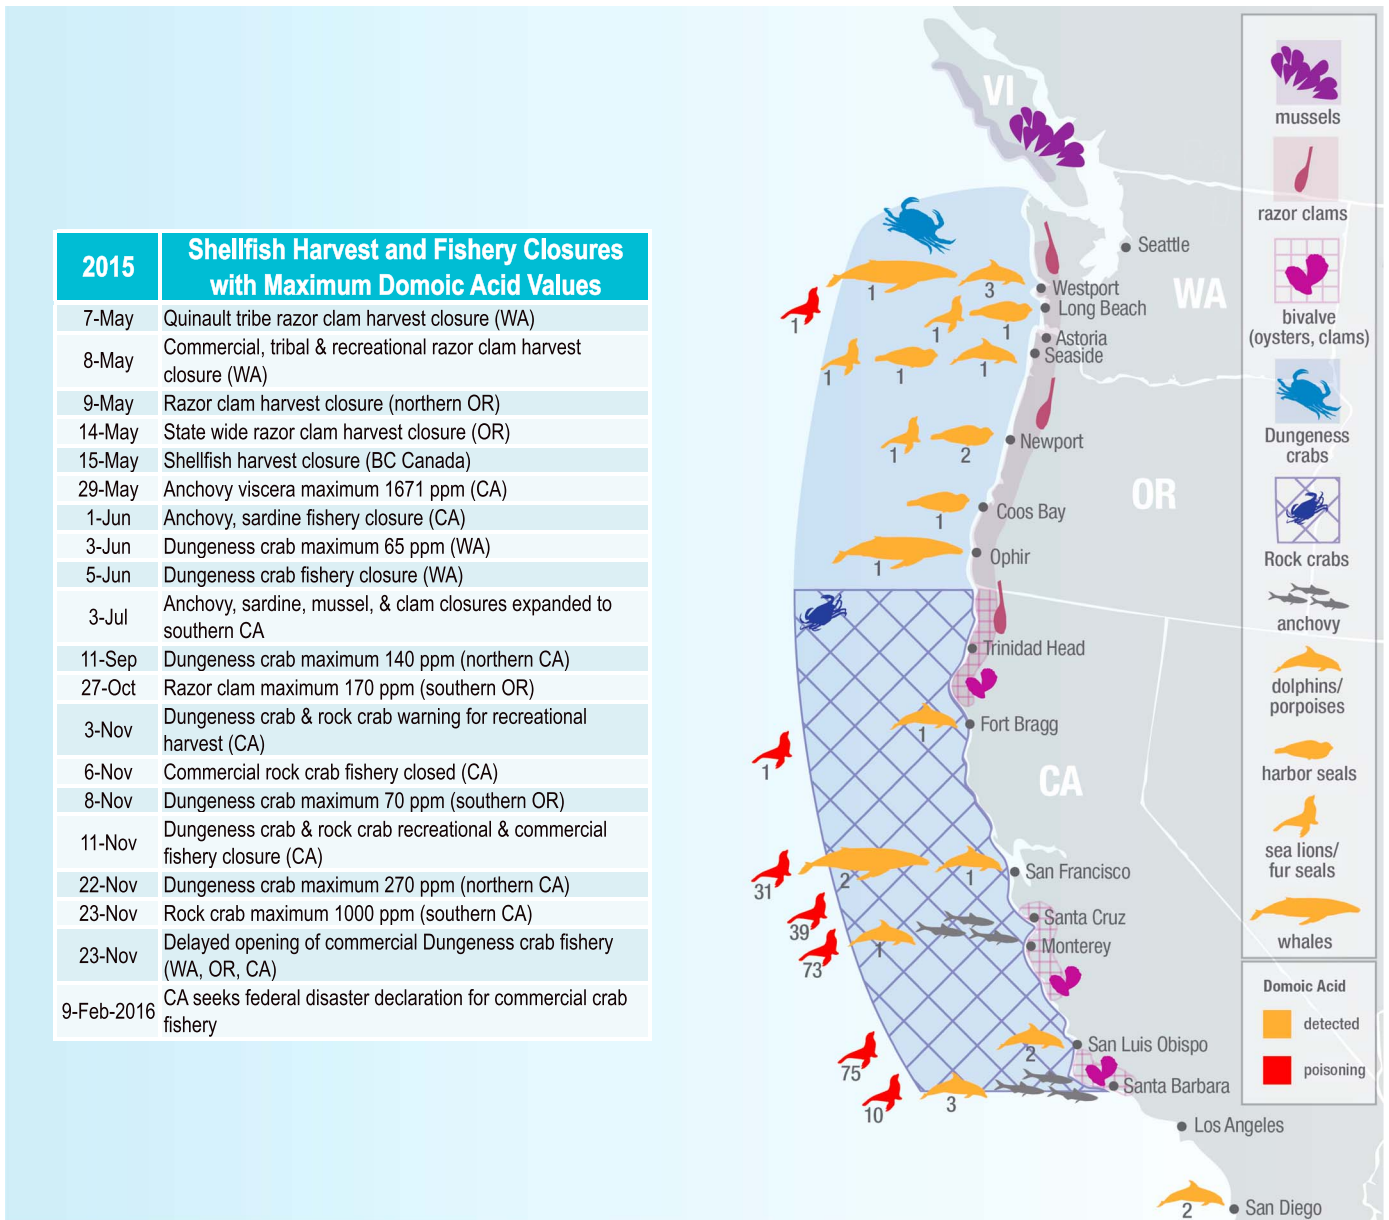 2015 Shellfish Harvest and Fishery Closures
with Maximum Domoic Acid Values
7-May Quinault tribe razor clam harvest closure (WA)
8-May Commercial, tribal & recreational razor clam harvest
closure (WA)
9-May Razor clam harvest closure (northern OR)
14-May State wide razor clam harvest closure (OR)
15-May Shellfish harvest closure (BC Canada)
29-May Anchovy viscera maximum 1671 ppm (CA)
1-Jun Anchovy, sardine fishery closure (CA)
3-Jun Dungeness crab maximum 65 ppm (WA)
5-Jun Dungeness crab fishery closure (WA)
3-Jul Anchovy, sardine, mussel, & clam closures expanded to
southern CA
11-Sep Dungeness crab maximum 140 ppm (northern CA)
27-Oct Razor clam maximum 170 ppm (southern OR)
3-Nov Dungeness crab & rock crab warning for recreational
harvest (CA)
6-Nov Commercial rock crab fishery closed (CA)
8-Nov Dungeness crab maximum 70 ppm (southern OR)
11-Nov Dungeness crab & rock crab recreational & commercial
fishery closure (CA)
22-Nov Dungeness crab maximum 270 ppm (northern CA)
23-Nov Rock crab maximum 1000 ppm (southern CA)
23-Nov Delayed opening of commercial Dungeness crab fishery
(WA, OR, CA)
9-Feb-2016 CA seeks federal disaster declaration for commercial crab
fishery
VI
Seattle
WA
1 3 Westport
1 1 1 Long Beach
Astoria
Seaside
1 1 1
Newport
1 2
OR
Coos Bay
1
Ophir
1
Trinidad Head
Fort Bragg
1
1
CA
San Francisco
31 2 1
Santa Cruz
39
Monterey
1
73
San Luis Obispo
2
75
Santa Barbara
10 3
Los Angeles
San Diego
2
mussels
razor clams
bivalve
(oysters, clams)
Dungeness
crabs
Rock crabs
anchovy
dolphins/
porpoises
harbor seals
sea lions/
fur seals
whales
Domoic Acid
detected
poisoning